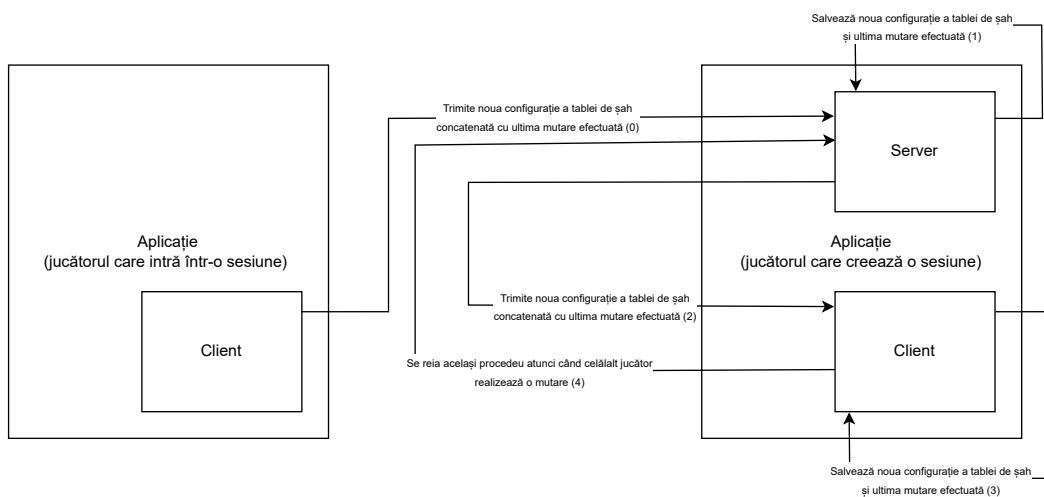 Salvează noua configurație a tablei de șah
și ultima mutare efectuată (1)
Trimite noua configurație a tablei de șah
concatenată cu ultima mutare efectuată (0)
Server
Aplicație
(jucătorul care intră într-o sesiune)
Aplicație
(jucătorul care creează o sesiune)
Trimite noua configurație a tablei de șah
concatenată cu ultima mutare efectuată (2)
Client
Client
Se reia același procedeu atunci când celălalt jucător
realizează o mutare (4)
Salvează noua configurație a tablei de șah
și ultima mutare efectuată (3)